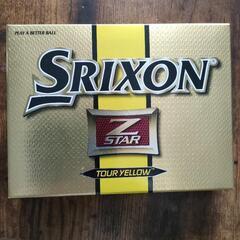 PLAY A BETTER BALL
SRIXON
Z
STAR
TOUR YELLOW